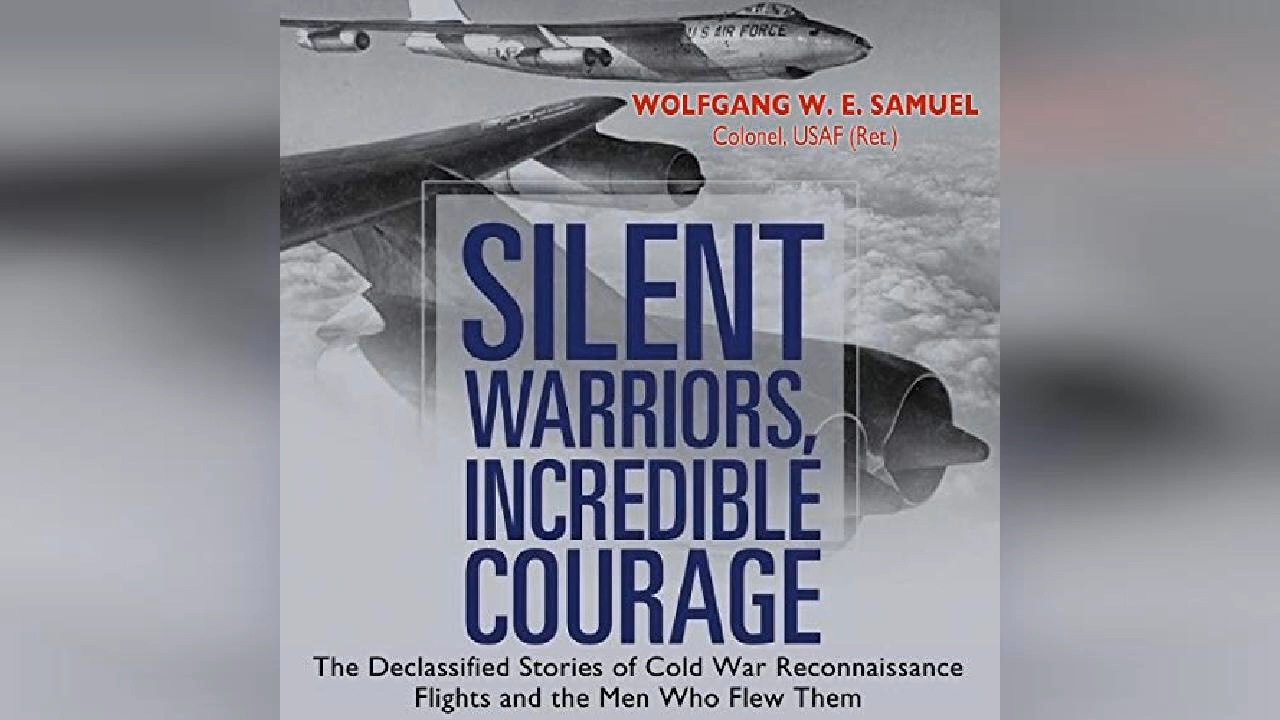 U S AIR FORCE
WOLFGANG W. E. SAMUEL
Colonel, USAF (Ret.)
SILENT
WARRIORS,
INCREDIBLE
COURAGE
The Declassified Stories of Cold War Reconnaissance
Flights and the Men Who Flew Them